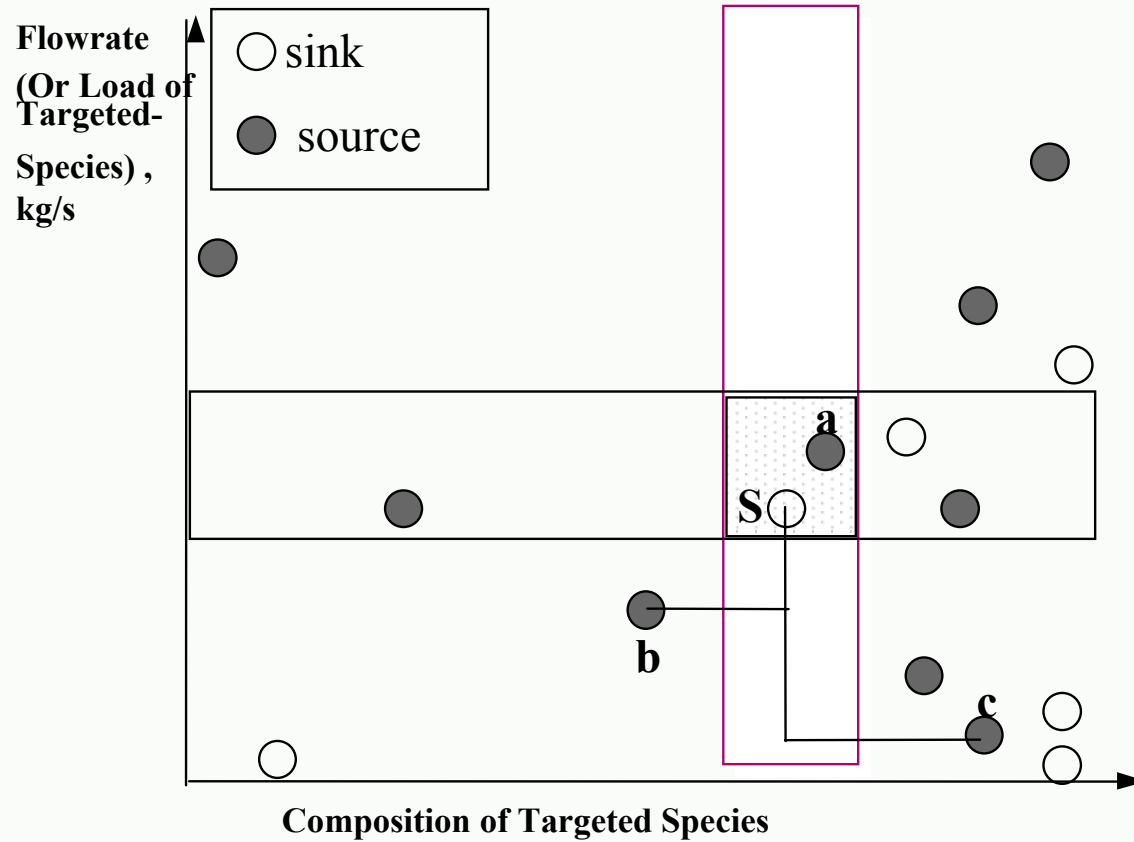 Flowrate
(Or Load of
Targeted-
Species) ,
kg/s
sink
source
a
S
b
c
Composition of Targeted Species